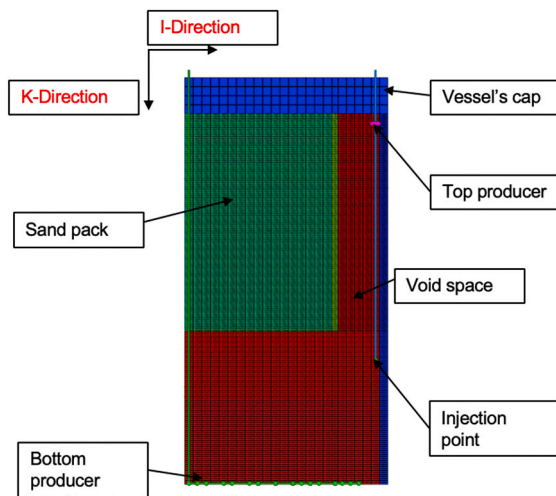 I-Direction
K-Direction
Vessel's cap
Top producer
Sand pack
Void space
Injection
point
Bottom
producer